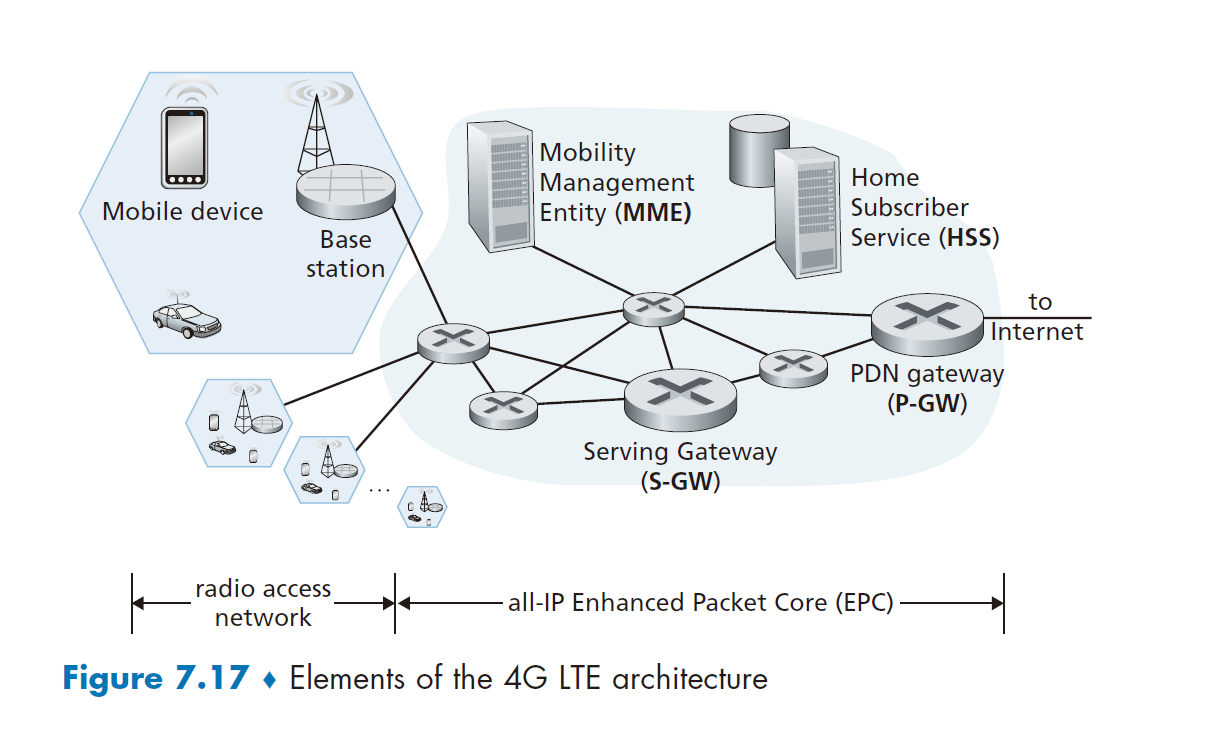 Mobile device
Base
station
Mobility
Management
Entity (MME)
Home
Subscriber
Service (HSS)
to
Internet
PDN gateway
(P-GW)
Serving Gateway
(S-GW)
...
radio access
network
all-IP Enhanced Packet Core (EPC)
Figure 7.17 ♦ Elements of the 4G LTE architecture